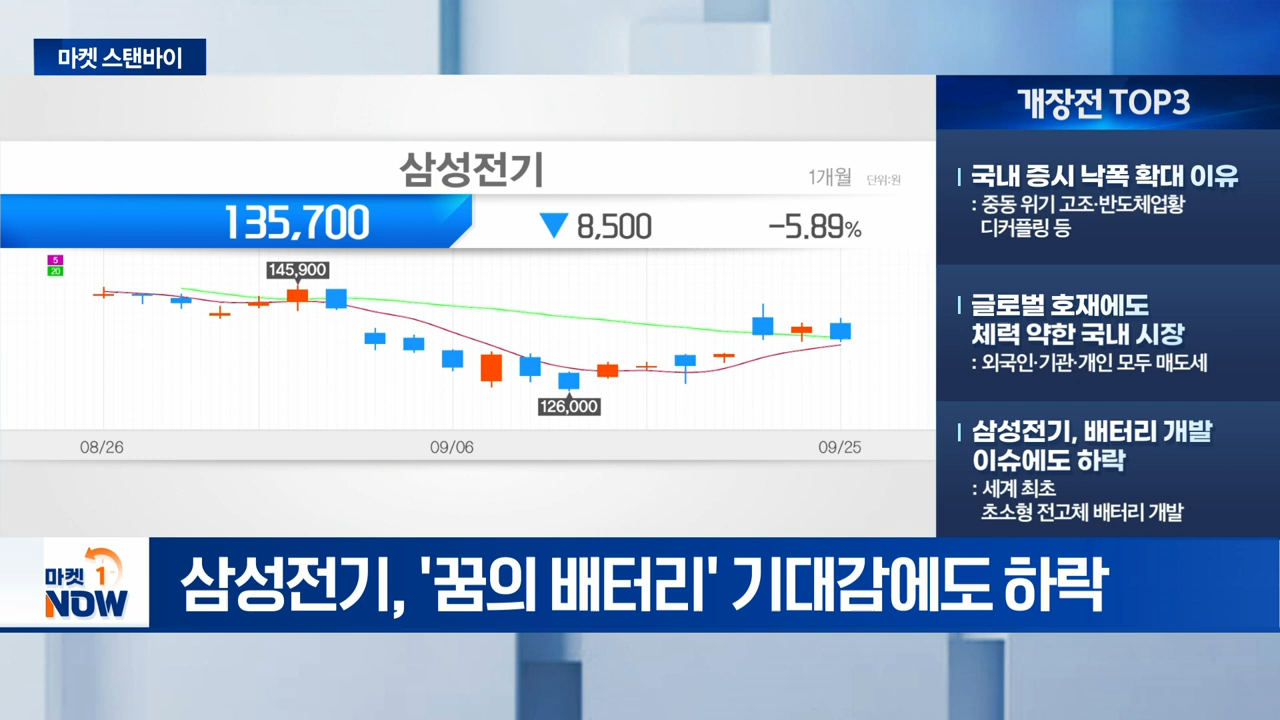 마켓 스탠바이
삼성전기
1개월 단위:원
135,700 ▼ 8,500 -5.89%
5
20
145,900
126,000
08/26 09/06 09/25
개장전 TOP3
국내 증시 낙폭 확대 이유
: 중동 위기 고조·반도체업황
디커플링 등
글로벌 호재에도
체력 약한 국내 시장
: 외국인·기관·개인 모두 매도세
삼성전기, 배터리 개발
이슈에도 하락
: 세계 최초
초소형 전고체 배터리 개발
마켓 1
NOW
삼성전기, '꿈의 배터리' 기대감에도 하락